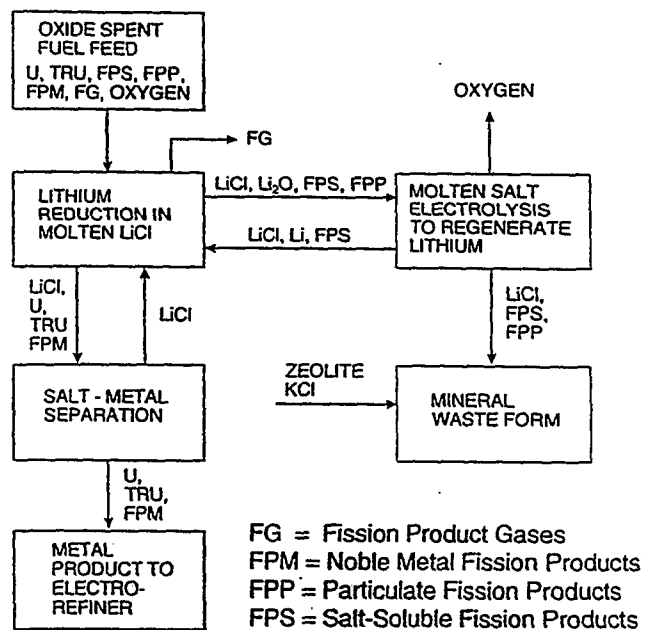 OXIDE SPENT
FUEL FEED
U, TRU, FPS, FPP,
FPM, FG, OXYGEN
OXYGEN
FG
LITHIUM
REDUCTION IN
MOLTEN LiCl
LiCl, Li₂O, FPS, FPP
LiCl, Li, FPS
MOLTEN SALT
ELECTROLYSIS
TO REGENERATE
LITHIUM
LiCl,
U,
TRU
FPM
LiCl
LiCl,
FPS,
FPP
SALT - METAL
SEPARATION
ZEOLITE
KCl
MINERAL
WASTE FORM
U,
TRU,
FPM
METAL
PRODUCT TO
ELECTRO-
REFINER
FG = Fission Product Gases
FPM = Noble Metal Fission Products
FPP = Particulate Fission Products
FPS = Salt-Soluble Fission Products